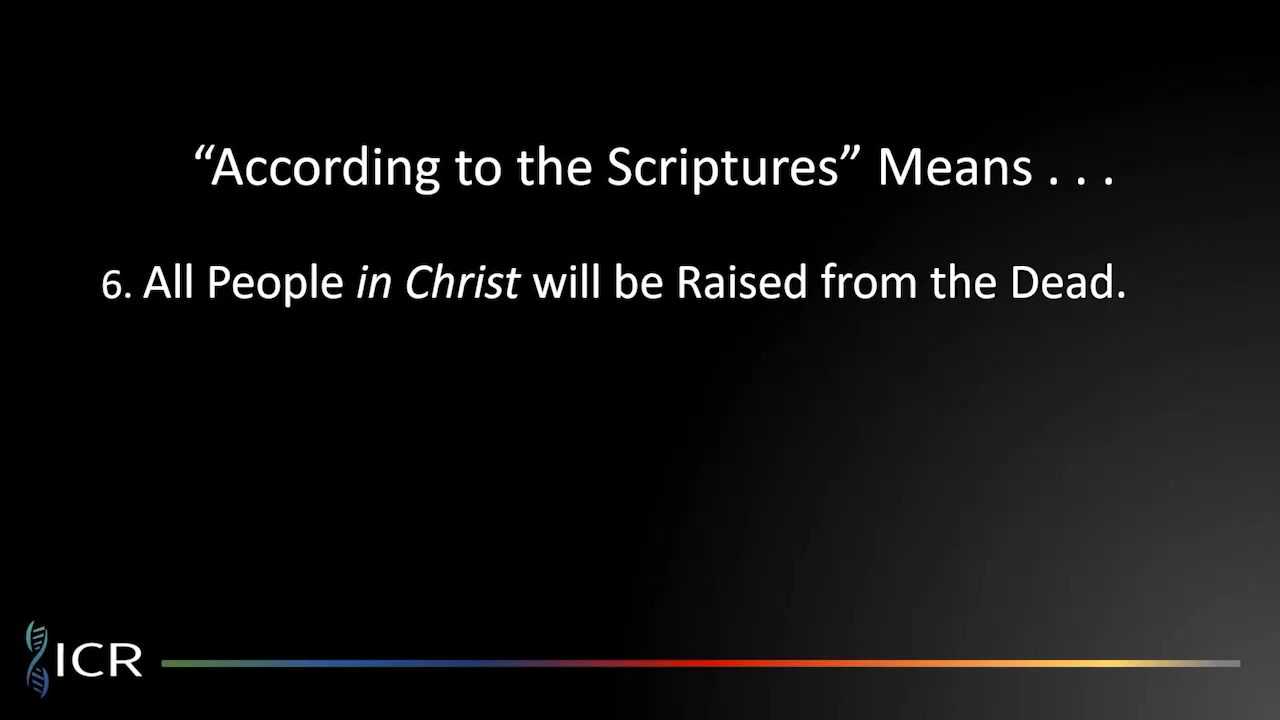 “According to the Scriptures” Means . . .
6. All People in Christ will be Raised from the Dead.
ICR